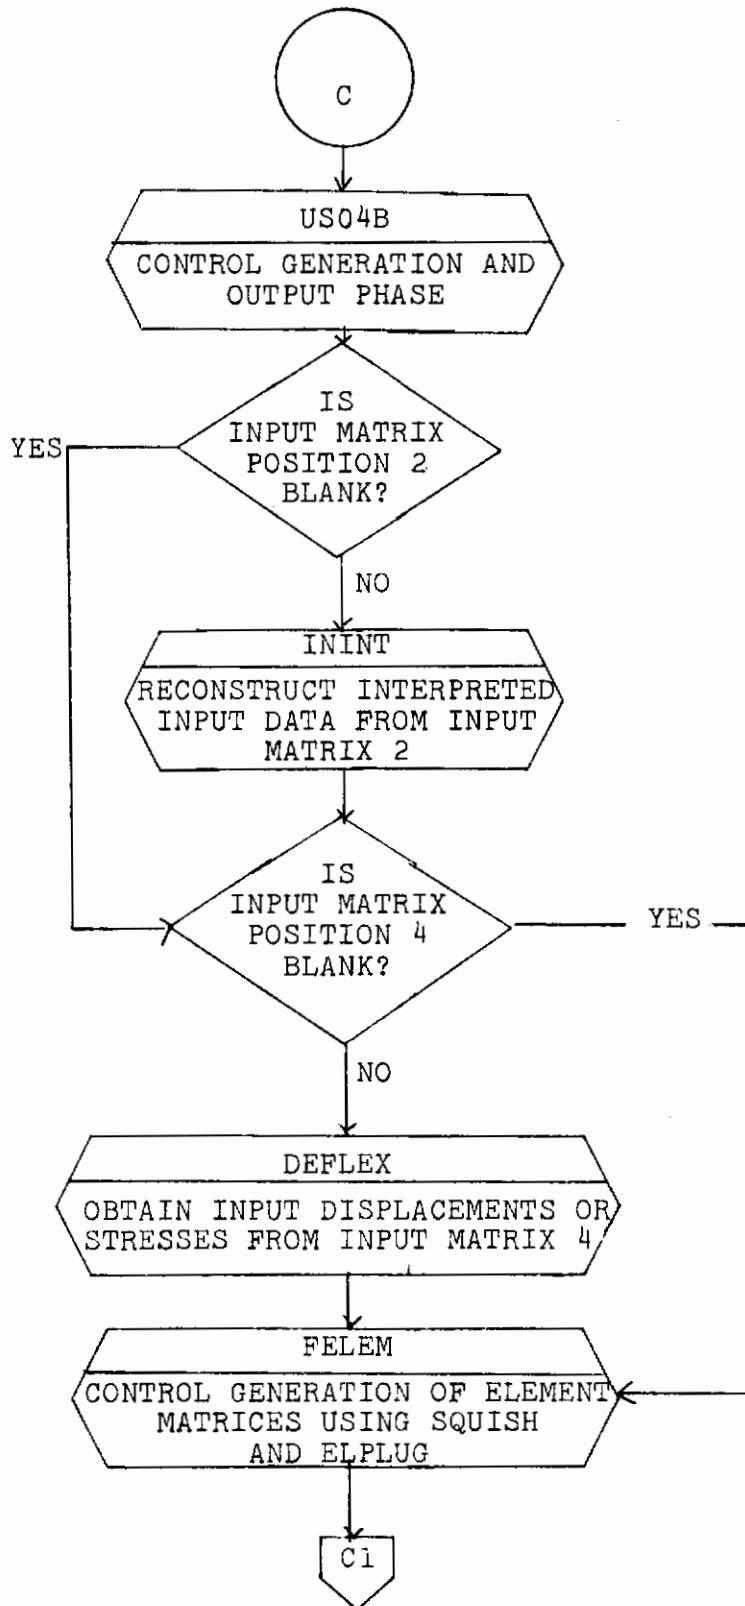 C
US04B
CONTROL GENERATION AND
OUTPUT PHASE
IS
INPUT MATRIX
POSITION 2
BLANK?
YES
NO
ININT
RECONSTRUCT INTERPRETED
INPUT DATA FROM INPUT
MATRIX 2
IS
INPUT MATRIX
POSITION 4
BLANK?
YES
NO
DEFLEX
OBTAIN INPUT DISPLACEMENTS OR
STRESSES FROM INPUT MATRIX 4
FELEM
CONTROL GENERATION OF ELEMENT
MATRICES USING SQUISH
AND ELPLUG
C1